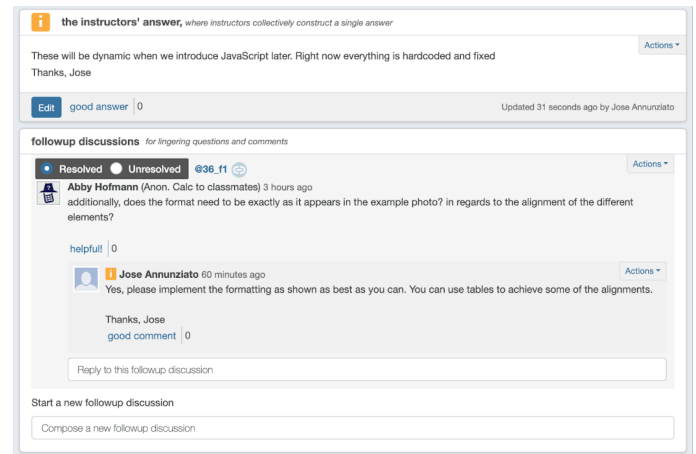 i the instructors' answer, where instructors collectively construct a single answer
Actions
These will be dynamic when we introduce JavaScript later. Right now everything is hardcoded and fixed
Thanks, Jose
Edit good answer 0 Updated 31 seconds ago by Jose Annunziato
followup discussions for lingering questions and comments
Resolved Unresolved @36_f1 Actions
Abby Hofmann (Anon. Calc to classmates) 3 hours ago
additionally, does the format need to be exactly as it appears in the example photo? in regards to the alignment of the different
elements?
helpful! 0
i Jose Annunziato 60 minutes ago Actions
Yes, please implement the formatting as shown as best as you can. You can use tables to achieve some of the alignments.
Thanks, Jose
good comment 0
Reply to this followup discussion
Start a new followup discussion
Compose a new followup discussion